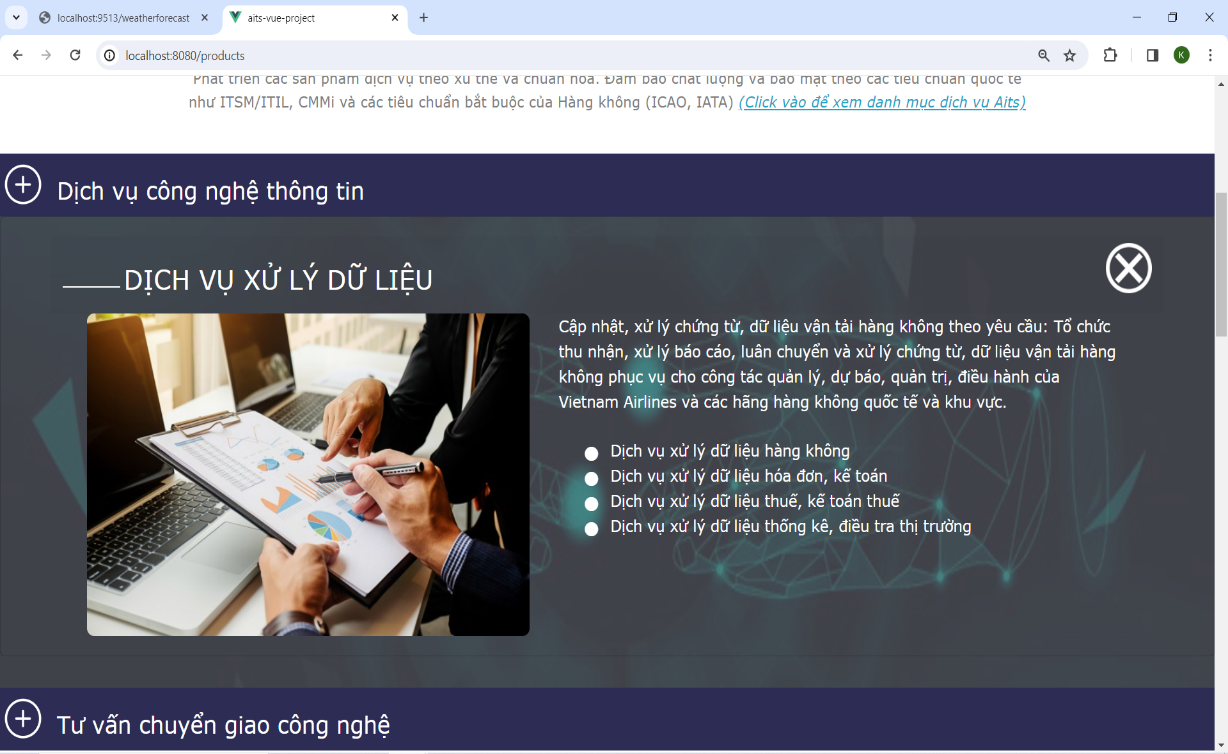 localhost:9513/weatherforecast
aits-vue-project
localhost:8080/products
K
Phát triển các sản phẩm dịch vụ theo xu thế và chuẩn hóa. Đảm bảo chất lượng và bảo mật theo các tiêu chuẩn quốc tế
như ITSM/ITIL, CMMi và các tiêu chuẩn bắt buộc của Hàng không (ICAO, IATA) (Click vào để xem danh mục dịch vụ Aits)
Dịch vụ công nghệ thông tin
DỊCH VỤ XỬ LÝ DỮ LIỆU
Cập nhật, xử lý chứng từ, dữ liệu vận tải hàng không theo yêu cầu: Tổ chức
thu nhận, xử lý báo cáo, luân chuyển và xử lý chứng từ, dữ liệu vận tải hàng
không phục vụ cho công tác quản lý, dự báo, quản trị, điều hành của
Vietnam Airlines và các hãng hàng không quốc tế và khu vực.
Dịch vụ xử lý dữ liệu hàng không
Dịch vụ xử lý dữ liệu hóa đơn, kế toán
Dịch vụ xử lý dữ liệu thuế, kế toán thuế
Dịch vụ xử lý dữ liệu thống kê, điều tra thị trường
Tư vấn chuyển giao công nghệ